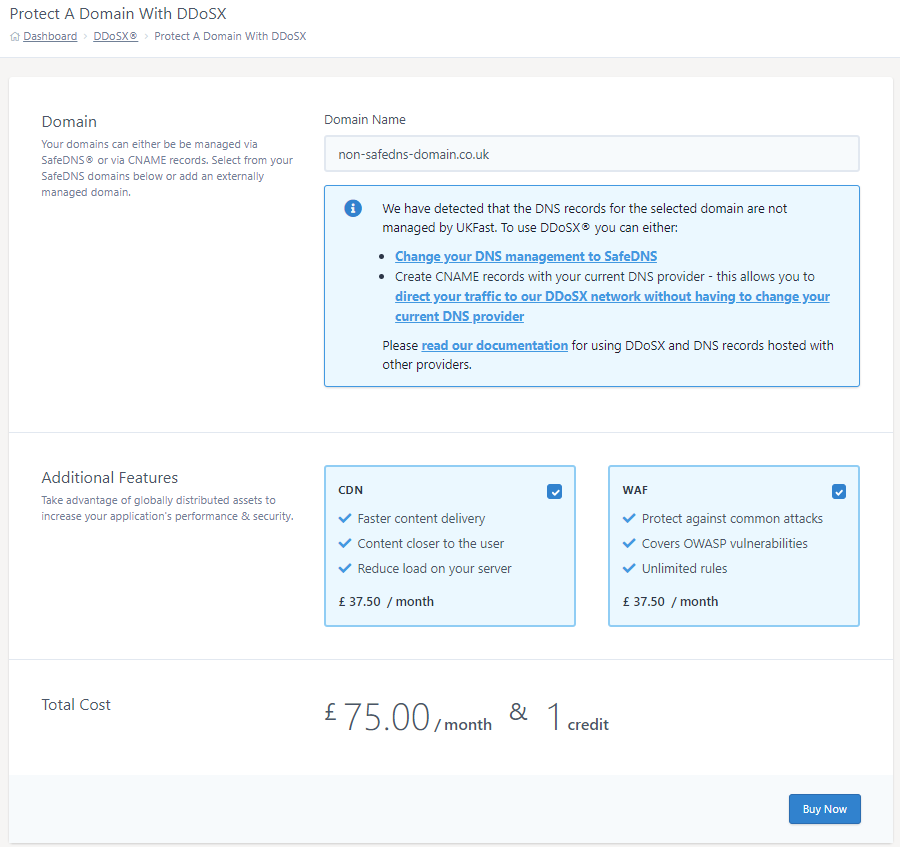 Protect A Domain With DDoSX
Dashboard › DDoSX® › Protect A Domain With DDoSX
Domain
Your domains can either be be managed via
SafeDNS® or via CNAME records. Select from your
SafeDNS domains below or add an externally
managed domain.
Domain Name
non-safedns-domain.co.uk
We have detected that the DNS records for the selected domain are not
managed by UKFast. To use DDoSX® you can either:
• Change your DNS management to SafeDNS
• Create CNAME records with your current DNS provider - this allows you to
direct your traffic to our DDoSX network without having to change your
current DNS provider
Please read our documentation for using DDoSX and DNS records hosted with
other providers.
Additional Features
Take advantage of globally distributed assets to
increase your application's performance & security.
CDN
Faster content delivery
Content closer to the user
Reduce load on your server
£ 37.50 / month
WAF
Protect against common attacks
Covers OWASP vulnerabilities
Unlimited rules
£ 37.50 / month
Total Cost
£ 75.00 / month & 1 credit
Buy Now